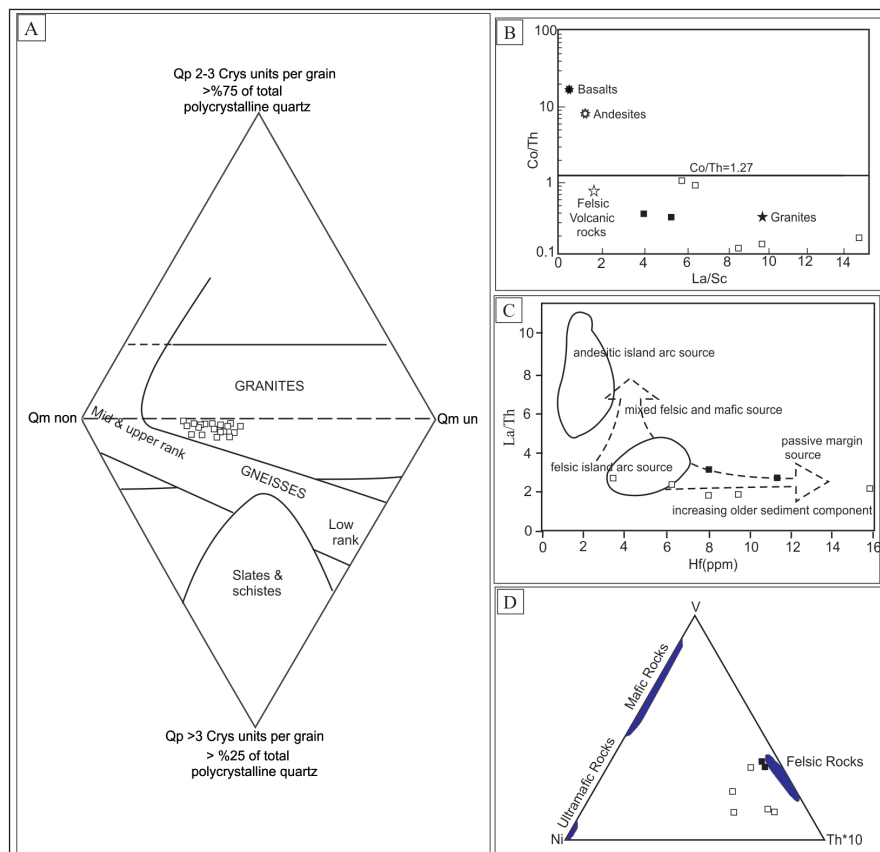 A
Qp 2-3 Crys units per grain
>%75 of total
polycrystalline quartz
GRANITES
Qm non
Qm un
Mid & upper rank
GNEISSES
Low
rank
Slates &
schistes
Qp >3 Crys units per grain
> %25 of total
polycrystalline quartz
B
100
10
1
0.1
Co/Th
Basalts
Andesites
Co/Th=1.27
Felsic
Volcanic
rocks
Granites
0 2 4 6 8 10 12 14
La/Sc
C
10
8
6
4
2
0
La/Th
andesitic island arc source
mixed felsic and mafic source
passive margin
source
felsic island arc source
increasing older sediment component
0 2 4 6 8 10 12 14 16
Hf(ppm)
D
V
Mafic Rocks
Ultramafic Rocks
Felsic Rocks
Ni
Th*10